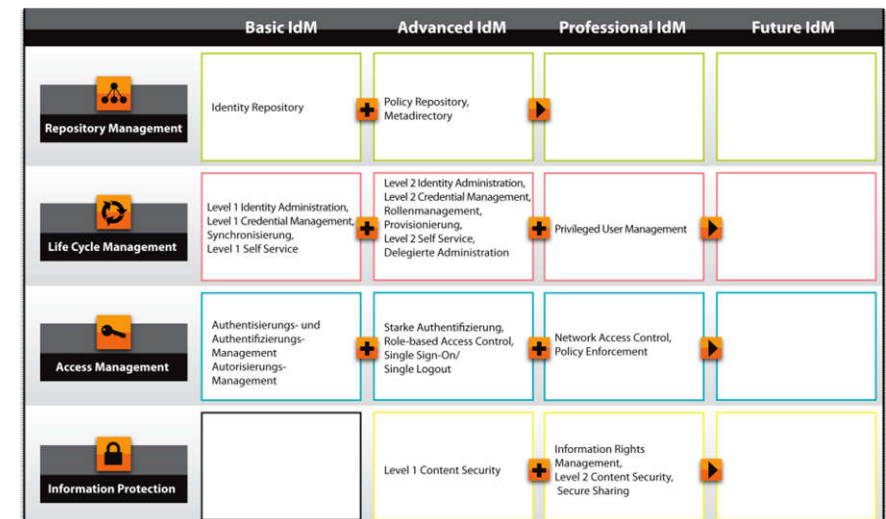 Basic IdM
Advanced IdM
Professional IdM
Future IdM
Repository Management
Identity Repository
Policy Repository,
Metadirectory
Life Cycle Management
Level 1 Identity Administration,
Level 1 Credential Management,
Synchronisierung,
Level 1 Self Service
Level 2 Identity Administration,
Level 2 Credential Management,
Rollenmanagement,
Provisionierung,
Level 2 Self Service,
Delegierte Administration
Privileged User Management
Access Management
Authentisierungs- und
Authentifizierungs-
Management
Autorisierungs-
Management
Starke Authentifizierung,
Role-based Access Control,
Single Sign-On/
Single Logout
Network Access Control,
Policy Enforcement
Information Protection
Level 1 Content Security
Information Rights
Management,
Level 2 Content Security,
Secure Sharing